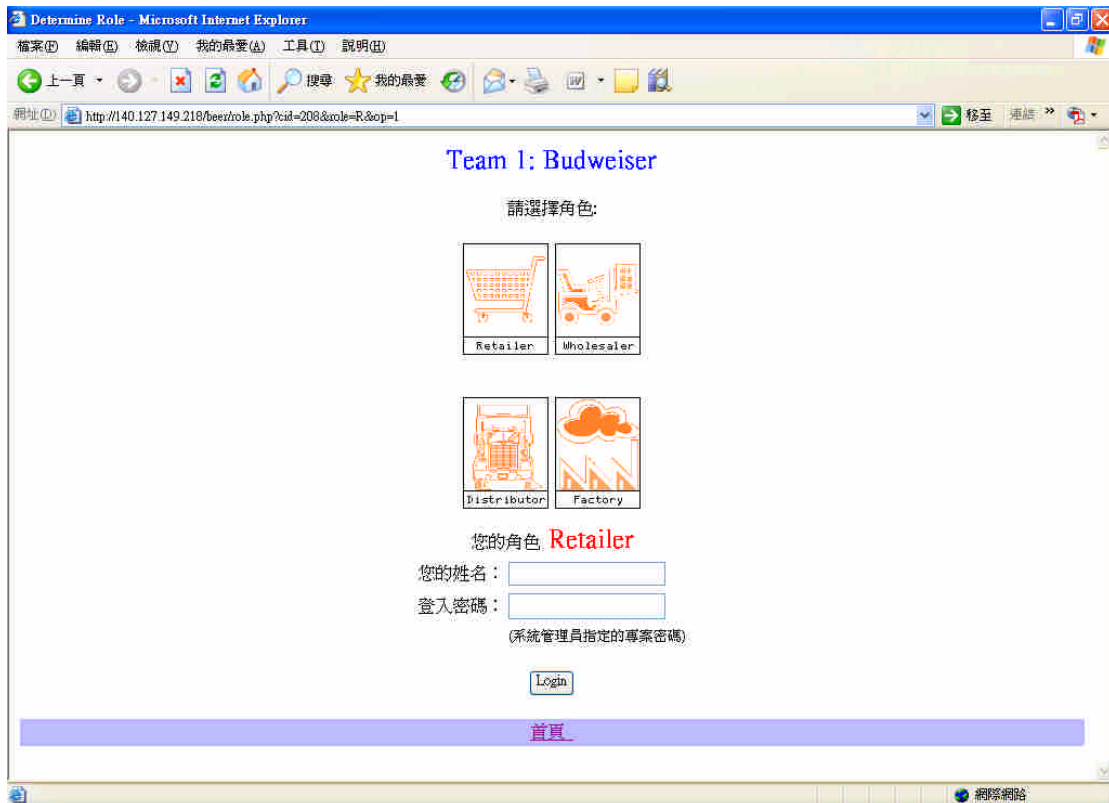 Determine Role - Microsoft Internet Explorer
檔案(F) 編輯(E) 檢視(V) 我的最愛(A) 工具(T) 說明(H)
上一頁 搜尋 我的最愛
網址(D) http://140.127.149.218/beer/role.php?cid=208&role=R&op=1 移至 連結 »
Team 1: Budweiser
請選擇角色:
Retailer Wholesaler
Distributor Factory
您的角色 Retailer
您的姓名：
登入密碼：
(系統管理員指定的專案密碼)
Login
首頁
網際網路